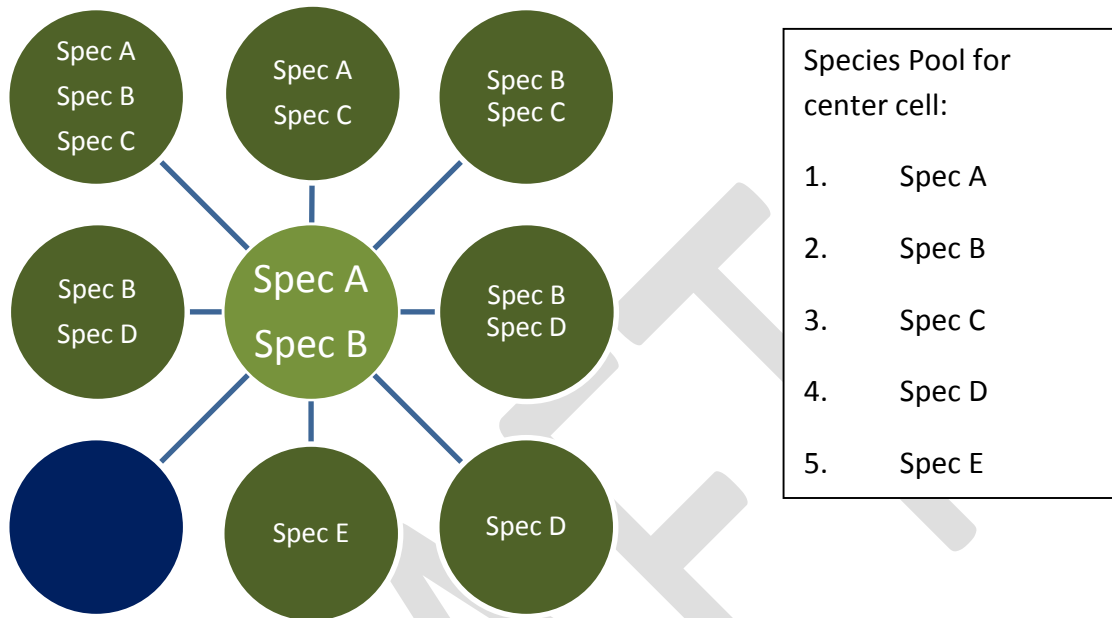 Spec A
Spec B
Spec C
Spec A
Spec C
Spec B
Spec C
Spec B
Spec D
Spec A
Spec B
Spec B
Spec D
Spec E
Spec D
Species Pool for
center cell:
1. Spec A
2. Spec B
3. Spec C
4. Spec D
5. Spec E